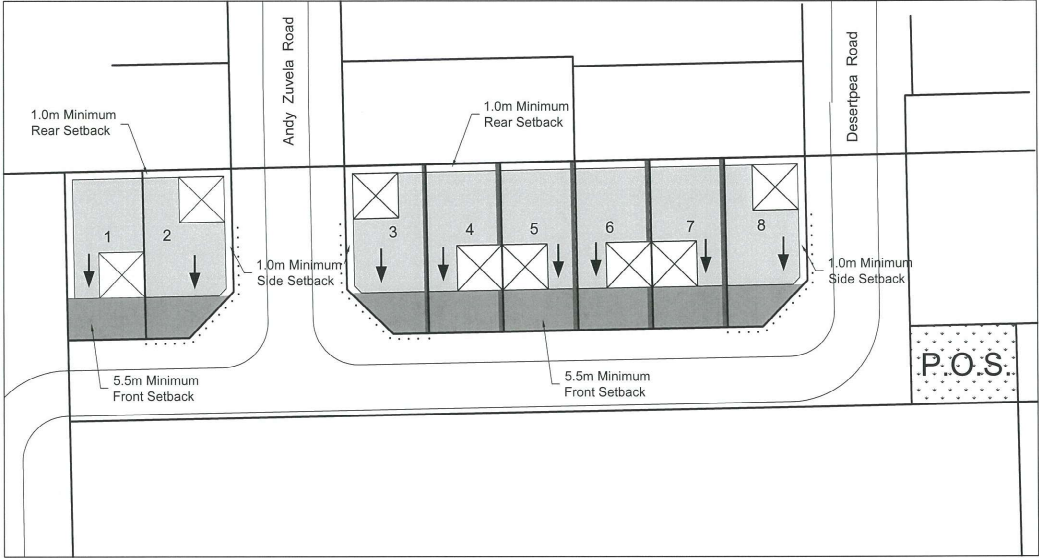 Andy Zuvela Road
Desertpea Road
1.0m Minimum
Rear Setback
1.0m Minimum
Rear Setback
1
2
3
4
5
6
7
8
1.0m Minimum
Side Setback
1.0m Minimum
Side Setback
5.5m Minimum
Front Setback
5.5m Minimum
Front Setback
P.O.S.